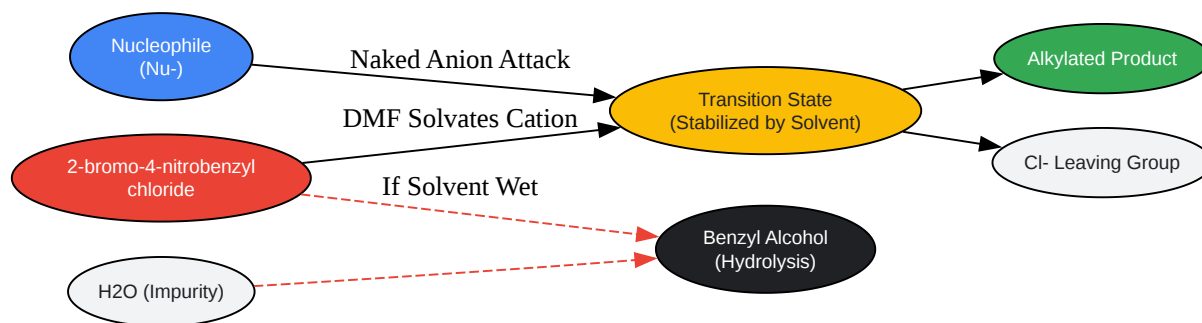 Nucleophile
(Nu-)
Naked Anion Attack
Alkylated Product
Transition State
(Stabilized by Solvent)
DMF Solvates Cation
2-bromo-4-nitrobenzyl
chloride
Cl- Leaving Group
If Solvent Wet
Benzyl Alcohol
(Hydrolysis)
H2O (Impurity)